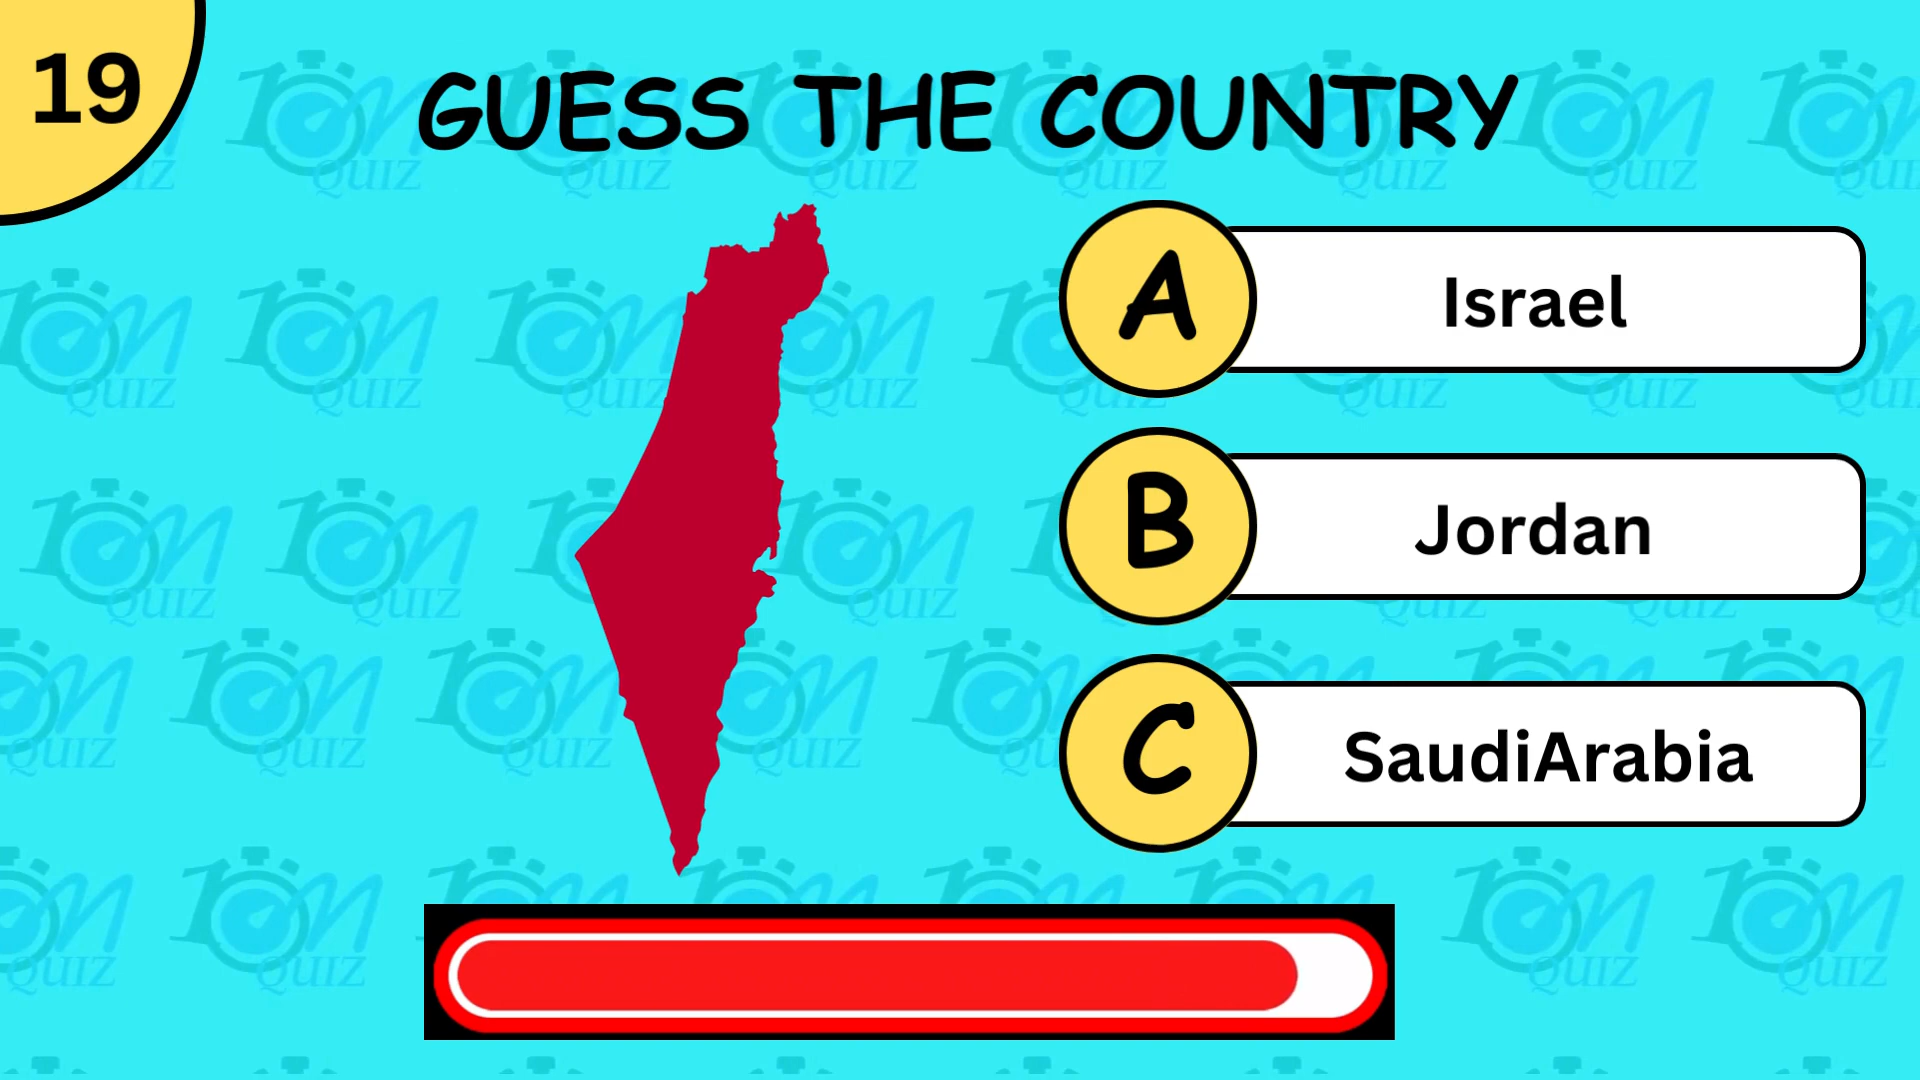 19
GUESS THE COUNTRY
A
Israel
B
Jordan
C
SaudiArabia